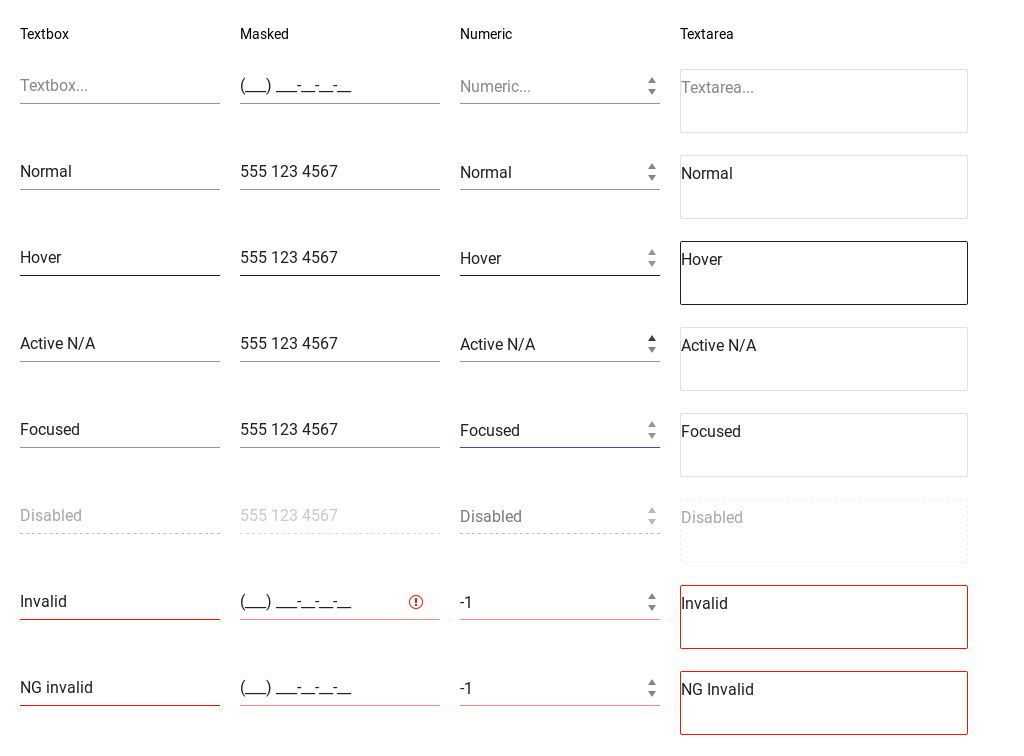 Textbox Masked Numeric Textarea
Textbox... (___) ___-__-__-__ Numeric... Textarea...
Normal 555 123 4567 Normal Normal
Hover 555 123 4567 Hover Hover
Active N/A 555 123 4567 Active N/A Active N/A
Focused 555 123 4567 Focused Focused
Disabled 555 123 4567 Disabled Disabled
Invalid (___) ___-__-__-__ -1 Invalid
NG invalid (___) ___-__-__-__ -1 NG Invalid